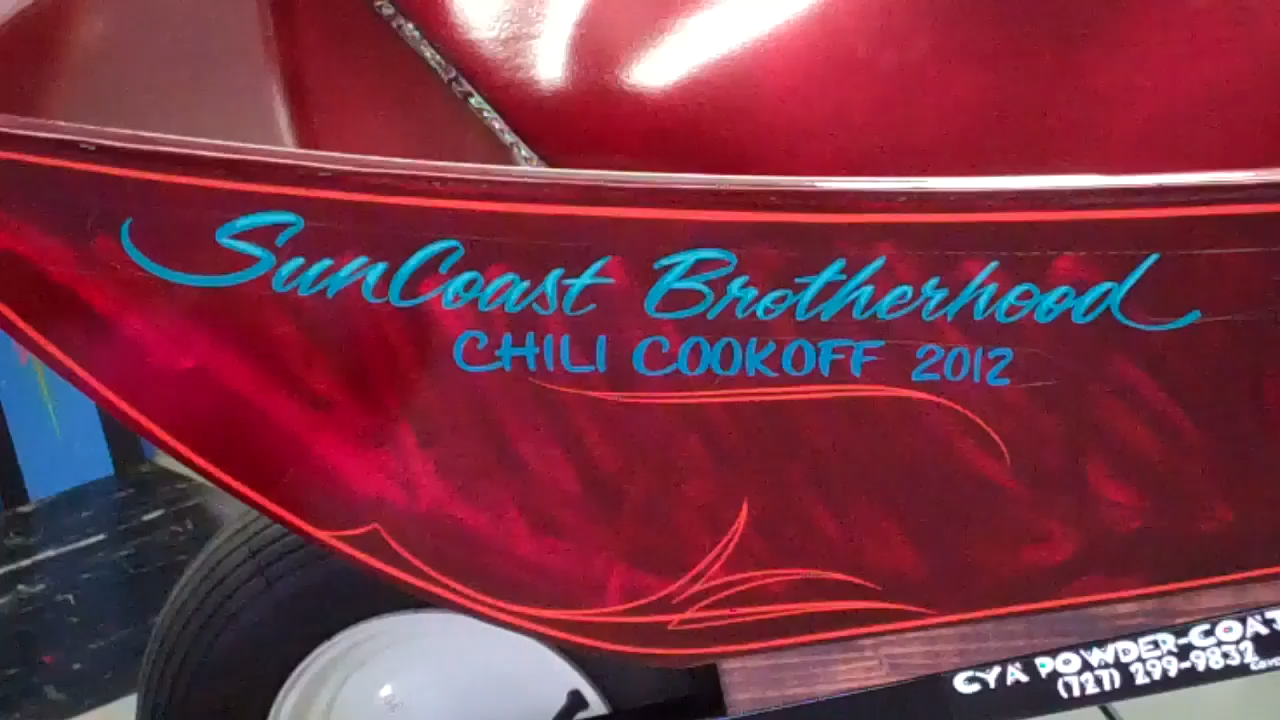 SunCoast Brotherhood
CHILI COOKOFF 2012
CYA POWDER-COAT
(727) 299-9832